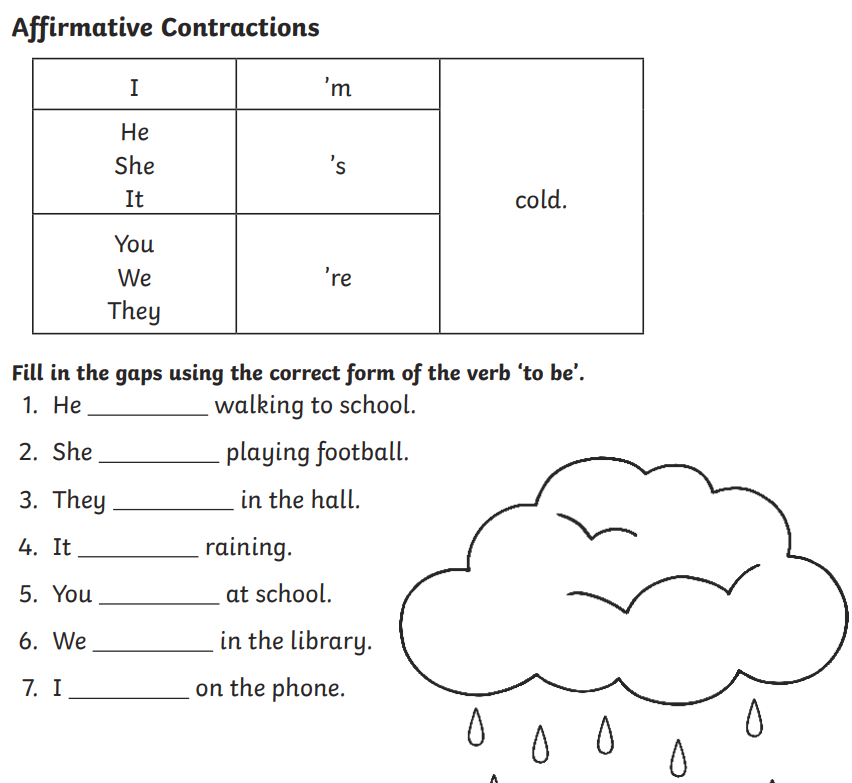 Affirmative Contractions
I ’m
He
She ’s
It
cold.
You
We ’re
They
Fill in the gaps using the correct form of the verb ‘to be’.
1. He __________ walking to school.
2. She __________ playing football.
3. They __________ in the hall.
4. It __________ raining.
5. You __________ at school.
6. We __________ in the library.
7. I __________ on the phone.